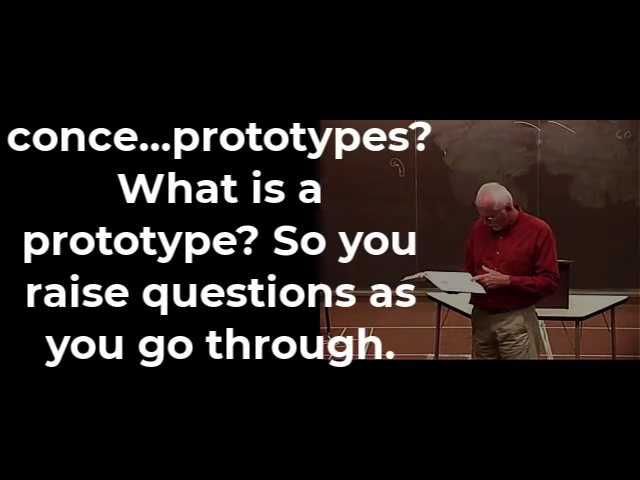 conce...prototypes?
What is a
prototype? So you
raise questions as
you go through.